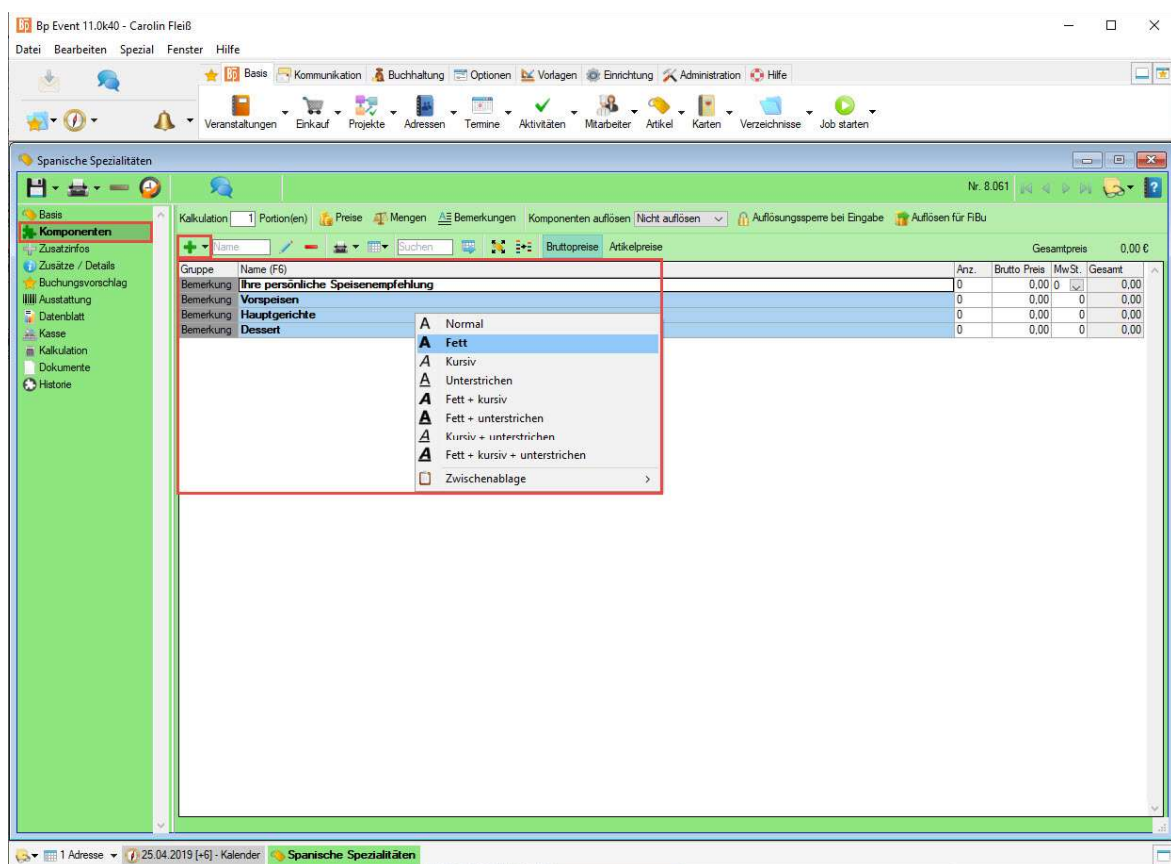 Bp Event 11.0k40 - Carolin Fleiß
Datei Bearbeiten Spezial Fenster Hilfe
Basis Kommunikation Buchhaltung Optionen Vorlagen Einrichtung Administration Hilfe
Veranstaltungen Einkauf Projekte Adressen Termine Aktivitäten Mitarbeiter Artikel Karten Verzeichnisse Job starten
Spanische Spezialitäten
Nr. 8.061
Basis
Komponenten
Zusatzinfos
Zusätze / Details
Buchungsvorschlag
Ausstattung
Datenblatt
Kasse
Kalkulation
Dokumente
Historie
Kalkulation 1 Portion(en) Preise Mengen Bemerkungen Komponenten auflösen Nicht auflösen Auflösungssperre bei Eingabe Auflösen für FiBu
Name Suchen Bruttopreise Artikelpreise Gesamtpreis 0,00 €
Gruppe Name (F6) Anz. Brutto Preis MwSt. Gesamt
Bemerkung Ihre persönliche Speisenempfehlung 0 0,00 0 0,00
Bemerkung Vorspeisen 0 0,00 0 0,00
Bemerkung Hauptgerichte 0 0,00 0 0,00
Bemerkung Dessert 0 0,00 0 0,00
A Normal
A Fett
A Kursiv
A Unterstrichen
A Fett + kursiv
A Fett + unterstrichen
A Kursiv + unterstrichen
A Fett + kursiv + unterstrichen
Zwischenablage
1 Adresse 25.04.2019 [+6] - Kalender Spanische Spezialitäten